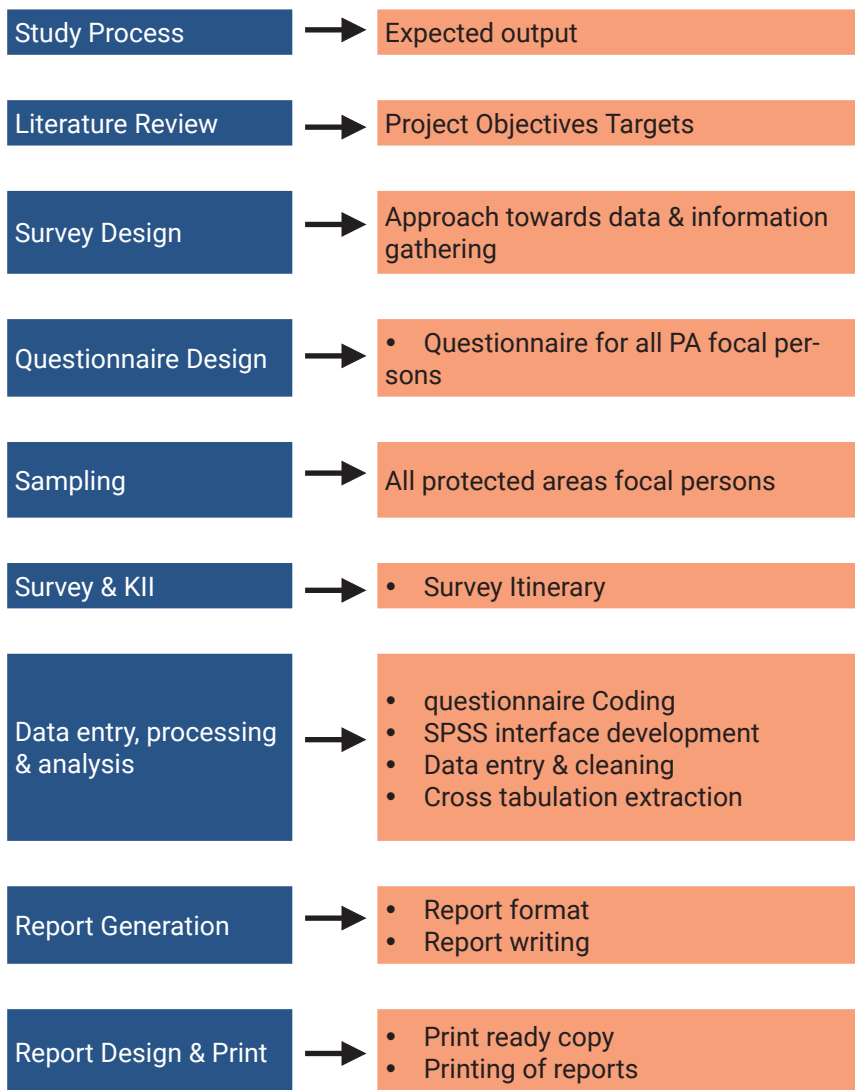 Study Process
Expected output
Literature Review
Project Objectives Targets
Survey Design
Approach towards data & information
gathering
Questionnaire Design
• Questionnaire for all PA focal per-
sons
Sampling
All protected areas focal persons
Survey & KII
• Survey Itinerary
Data entry, processing
& analysis
• questionnaire Coding
• SPSS interface development
• Data entry & cleaning
• Cross tabulation extraction
Report Generation
• Report format
• Report writing
Report Design & Print
• Print ready copy
• Printing of reports